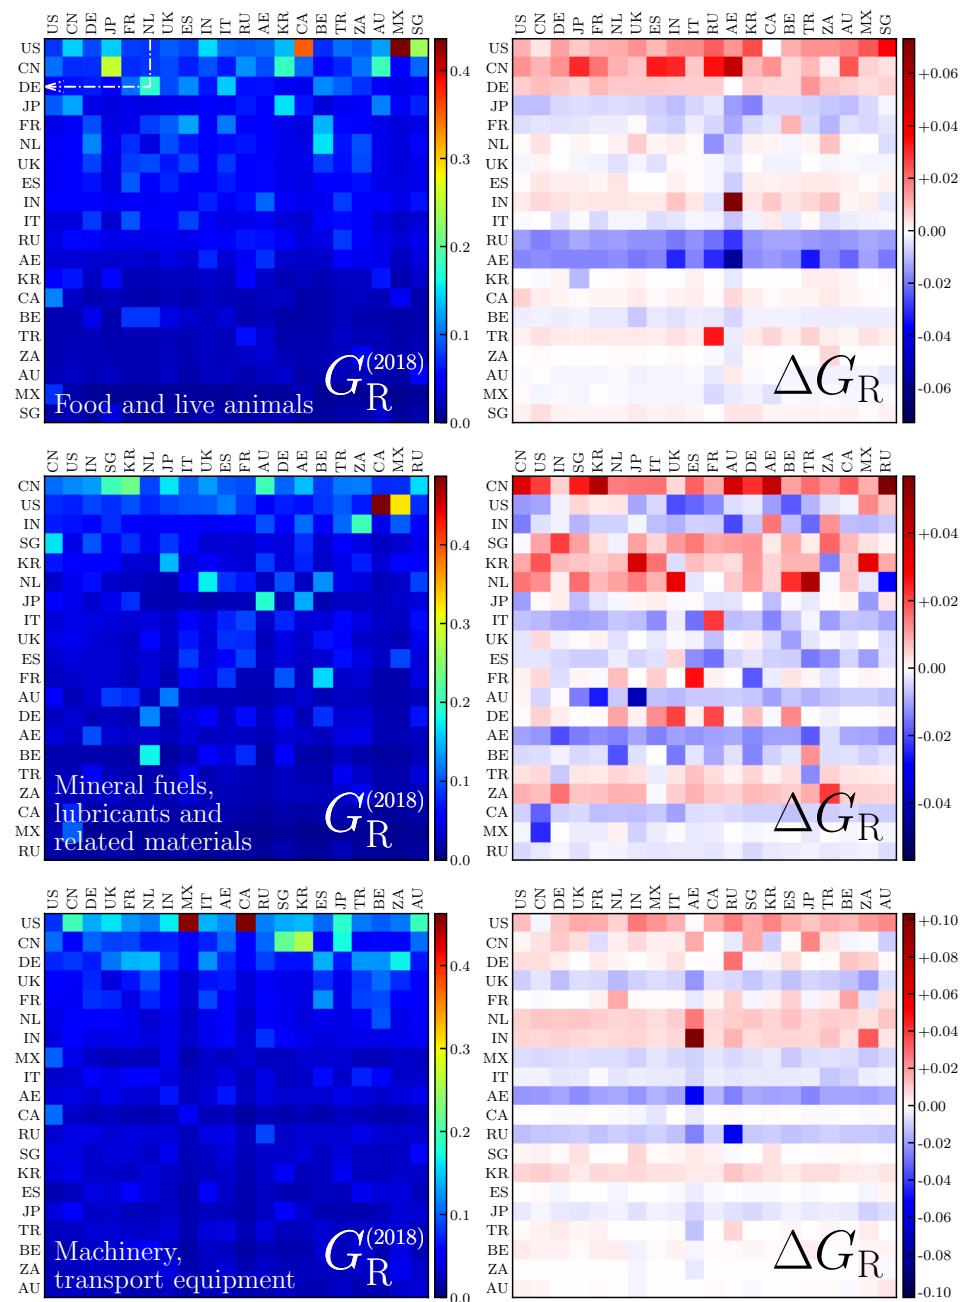 US CN DE JP FR NL UK ES IN IT RU AE KR CA BE TR ZA AU MX SG
US
CN
DE
JP
FR
NL
UK
ES
IN
IT
RU
AE
KR
CA
BE
TR
ZA
AU
MX
SG
Food and live animals
G_R^(2018)
0.4
0.3
0.2
0.1
0.0
US CN DE JP FR NL UK ES IN IT RU AE KR CA BE TR ZA AU MX SG
US
CN
DE
JP
FR
NL
UK
ES
IN
IT
RU
AE
KR
CA
BE
TR
ZA
AU
MX
SG
ΔG_R
+0.06
+0.04
+0.02
0.00
-0.02
-0.04
-0.06
CN US IN SG KR NL JP IT UK ES FR AU DE AE BE TR ZA CA MX RU
CN
US
IN
SG
KR
NL
JP
IT
UK
ES
FR
AU
DE
AE
BE
TR
ZA
CA
MX
RU
Mineral fuels,
lubricants and
related materials
G_R^(2018)
0.4
0.3
0.2
0.1
0.0
CN US IN SG KR NL JP IT UK ES FR AU DE AE BE TR ZA CA MX RU
CN
US
IN
SG
KR
NL
JP
IT
UK
ES
FR
AU
DE
AE
BE
TR
ZA
CA
MX
RU
ΔG_R
+0.04
+0.02
0.00
-0.02
-0.04
US CN DE UK FR NL IN MX IT AE CA RU SG KR ES JP TR BE ZA AU
US
CN
DE
UK
FR
NL
IN
MX
IT
AE
CA
RU
SG
KR
ES
JP
TR
BE
ZA
AU
Machinery,
transport equipment
G_R^(2018)
0.4
0.3
0.2
0.1
0.0
US CN DE UK FR NL IN MX IT AE CA RU SG KR ES JP TR BE ZA AU
US
CN
DE
UK
FR
NL
IN
MX
IT
AE
CA
RU
SG
KR
ES
JP
TR
BE
ZA
AU
ΔG_R
+0.10
+0.08
+0.06
+0.04
+0.02
0.00
-0.02
-0.04
-0.06
-0.08
-0.10